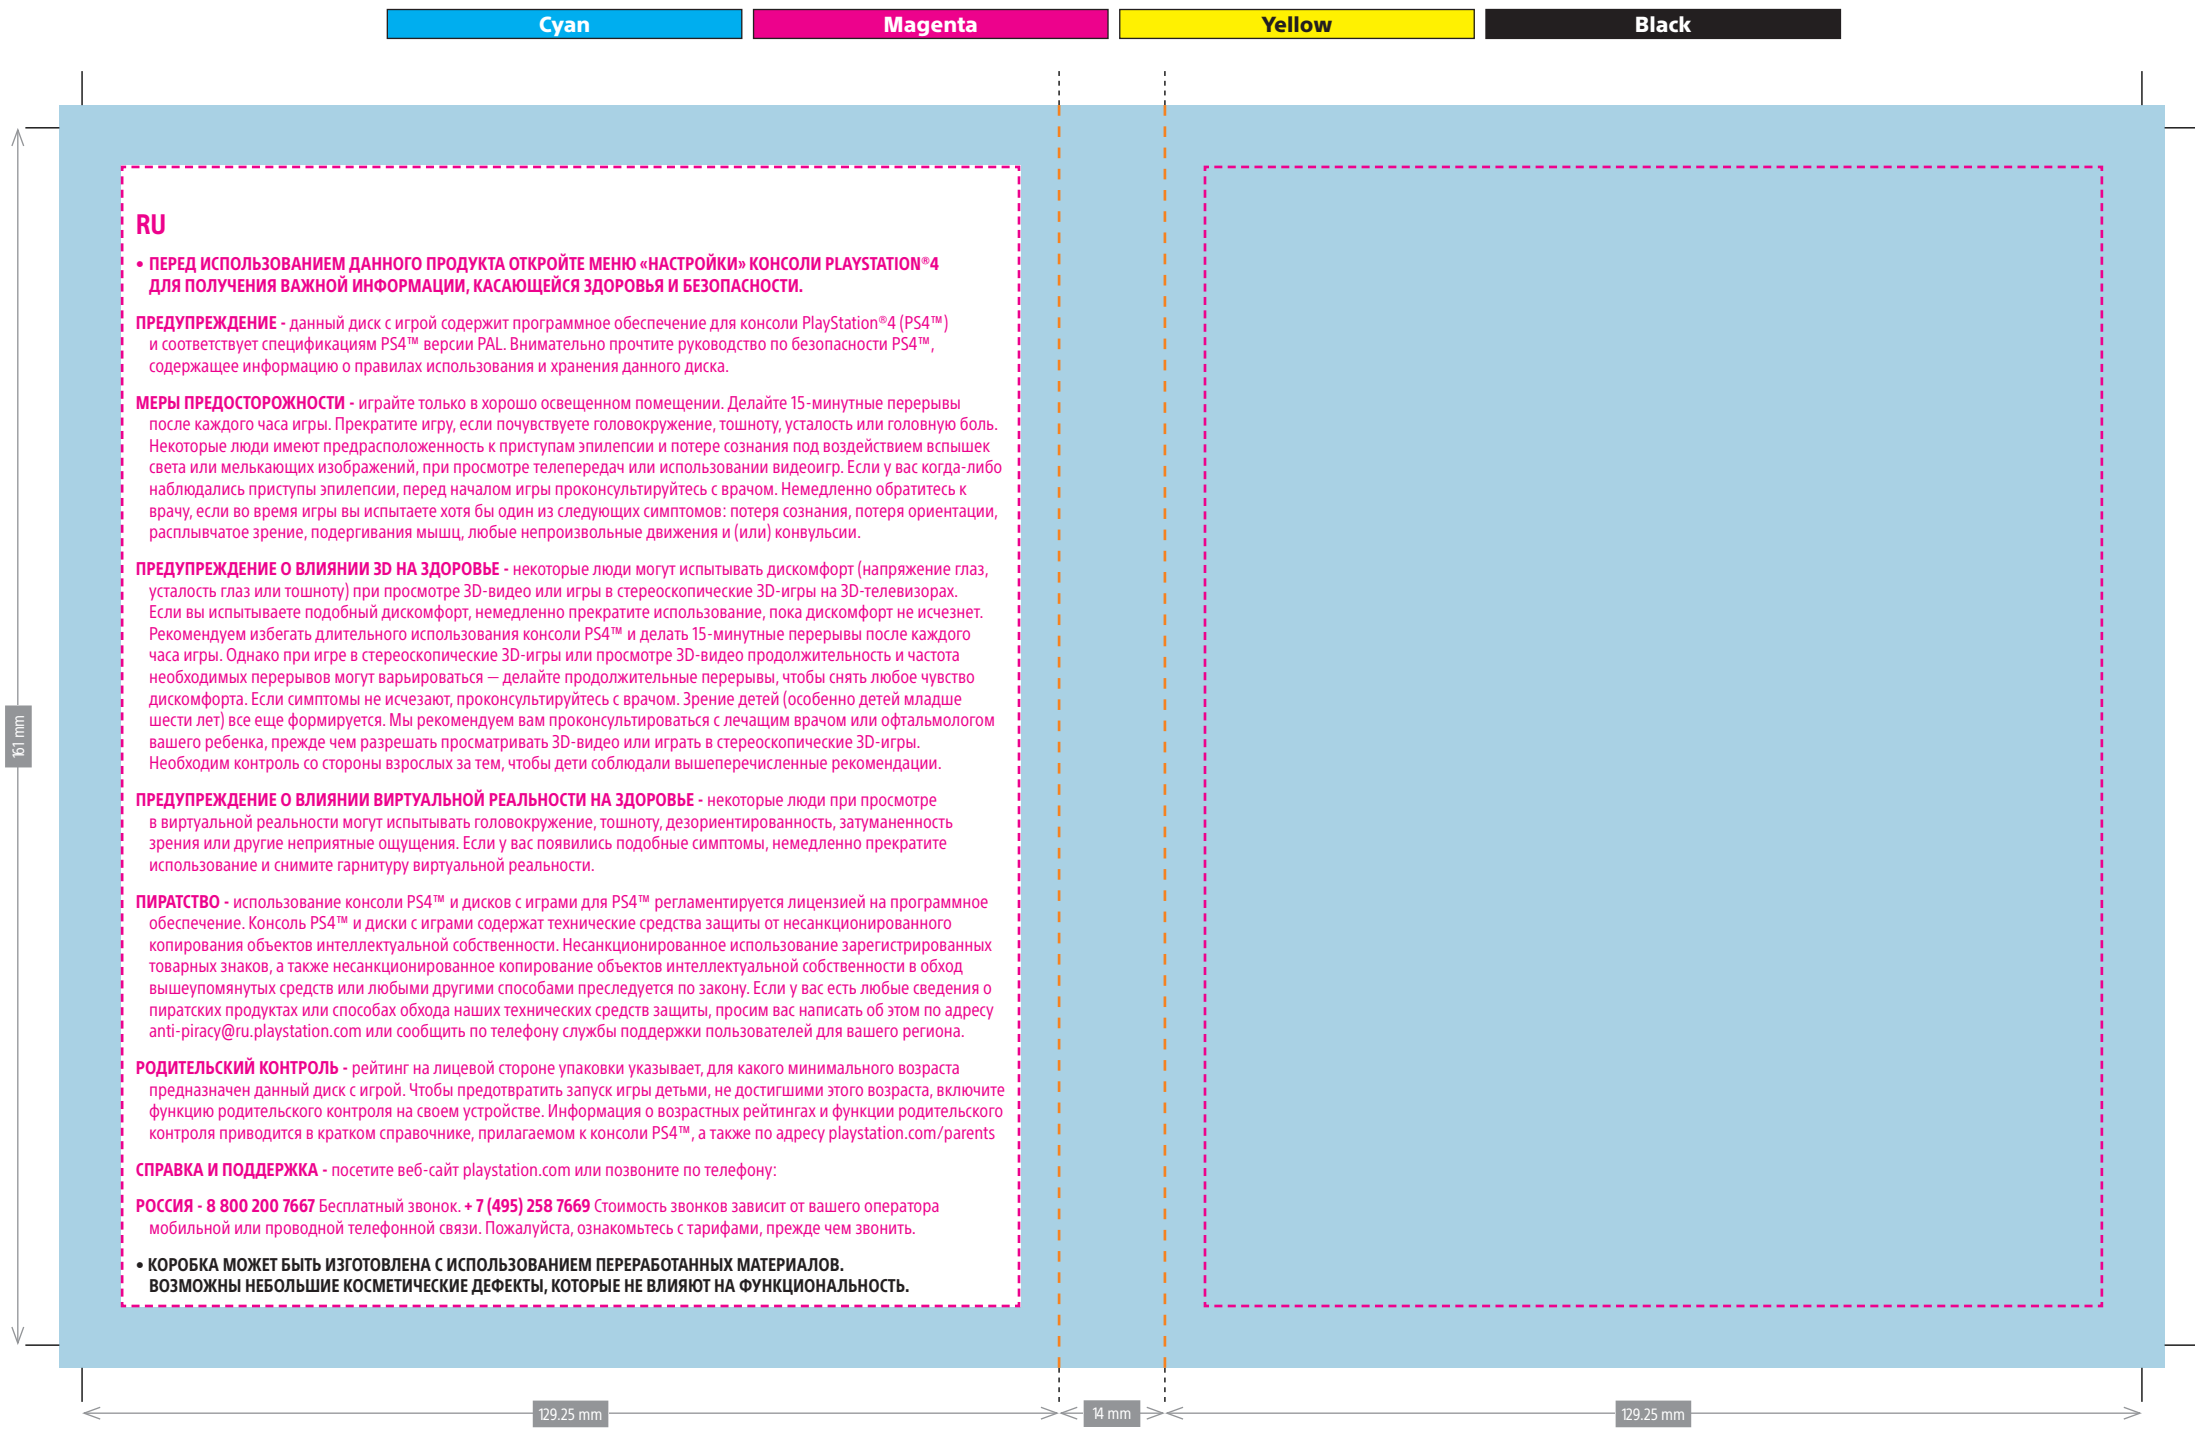 Cyan
Magenta
Yellow
Black
RU
• ПЕРЕД ИСПОЛЬЗОВАНИЕМ ДАННОГО ПРОДУКТА ОТКРОЙТЕ МЕНЮ «НАСТРОЙКИ» КОНСОЛИ PLAYSTATION®4
ДЛЯ ПОЛУЧЕНИЯ ВАЖНОЙ ИНФОРМАЦИИ, КАСАЮЩЕЙСЯ ЗДОРОВЬЯ И БЕЗОПАСНОСТИ.
ПРЕДУПРЕЖДЕНИЕ - данный диск с игрой содержит программное обеспечение для консоли PlayStation®4 (PS4™)
и соответствует спецификациям PS4™ версии PAL. Внимательно прочтите руководство по безопасности PS4™,
содержащее информацию о правилах использования и хранения данного диска.
МЕРЫ ПРЕДОСТОРОЖНОСТИ - играйте только в хорошо освещенном помещении. Делайте 15-минутные перерывы
после каждого часа игры. Прекратите игру, если почувствуете головокружение, тошноту, усталость или головную боль.
Некоторые люди имеют предрасположенность к приступам эпилепсии и потере сознания под воздействием вспышек
света или мелькающих изображений, при просмотре телепередач или использовании видеоигр. Если у вас когда-либо
наблюдались приступы эпилепсии, перед началом игры проконсультируйтесь с врачом. Немедленно обратитесь к
врачу, если во время игры вы испытаете хотя бы один из следующих симптомов: потеря сознания, потеря ориентации,
расплывчатое зрение, подергивания мышц, любые непроизвольные движения и (или) конвульсии.
ПРЕДУПРЕЖДЕНИЕ О ВЛИЯНИИ 3D НА ЗДОРОВЬЕ - некоторые люди могут испытывать дискомфорт (напряжение глаз,
усталость глаз или тошноту) при просмотре 3D-видео или игры в стереоскопические 3D-игры на 3D-телевизорах.
Если вы испытываете подобный дискомфорт, немедленно прекратите использование, пока дискомфорт не исчезнет.
Рекомендуем избегать длительного использования консоли PS4™ и делать 15-минутные перерывы после каждого
часа игры. Однако при игре в стереоскопические 3D-игры или просмотре 3D-видео продолжительность и частота
необходимых перерывов могут варьироваться — делайте продолжительные перерывы, чтобы снять любое чувство
дискомфорта. Если симптомы не исчезают, проконсультируйтесь с врачом. Зрение детей (особенно детей младше
шести лет) все еще формируется. Мы рекомендуем вам проконсультироваться с лечащим врачом или офтальмологом
вашего ребенка, прежде чем разрешать просматривать 3D-видео или играть в стереоскопические 3D-игры.
Необходим контроль со стороны взрослых за тем, чтобы дети соблюдали вышеперечисленные рекомендации.
ПРЕДУПРЕЖДЕНИЕ О ВЛИЯНИИ ВИРТУАЛЬНОЙ РЕАЛЬНОСТИ НА ЗДОРОВЬЕ - некоторые люди при просмотре
в виртуальной реальности могут испытывать головокружение, тошноту, дезориентированность, затуманенность
зрения или другие неприятные ощущения. Если у вас появились подобные симптомы, немедленно прекратите
использование и снимите гарнитуру виртуальной реальности.
ПИРАТСТВО - использование консоли PS4™ и дисков с играми для PS4™ регламентируется лицензией на программное
обеспечение. Консоль PS4™ и диски с играми содержат технические средства защиты от несанкционированного
копирования объектов интеллектуальной собственности. Несанкционированное использование зарегистрированных
товарных знаков, а также несанкционированное копирование объектов интеллектуальной собственности в обход
вышеупомянутых средств или любыми другими способами преследуется по закону. Если у вас есть любые сведения о
пиратских продуктах или способах обхода наших технических средств защиты, просим вас написать об этом по адресу
anti-piracy@ru.playstation.com или сообщить по телефону службы поддержки пользователей для вашего региона.
РОДИТЕЛЬСКИЙ КОНТРОЛЬ - рейтинг на лицевой стороне упаковки указывает, для какого минимального возраста
предназначен данный диск с игрой. Чтобы предотвратить запуск игры детьми, не достигшими этого возраста, включите
функцию родительского контроля на своем устройстве. Информация о возрастных рейтингах и функции родительского
контроля приводится в кратком справочнике, прилагаемом к консоли PS4™, а также по адресу playstation.com/parents
СПРАВКА И ПОДДЕРЖКА - посетите веб-сайт playstation.com или позвоните по телефону:
РОССИЯ - 8 800 200 7667 Бесплатный звонок. + 7 (495) 258 7669 Стоимость звонков зависит от вашего оператора
мобильной или проводной телефонной связи. Пожалуйста, ознакомьтесь с тарифами, прежде чем звонить.
• КОРОБКА МОЖЕТ БЫТЬ ИЗГОТОВЛЕНА С ИСПОЛЬЗОВАНИЕМ ПЕРЕРАБОТАННЫХ МАТЕРИАЛОВ.
ВОЗМОЖНЫ НЕБОЛЬШИЕ КОСМЕТИЧЕСКИЕ ДЕФЕКТЫ, КОТОРЫЕ НЕ ВЛИЯЮТ НА ФУНКЦИОНАЛЬНОСТЬ.
161 mm
129.25 mm
14 mm
129.25 mm